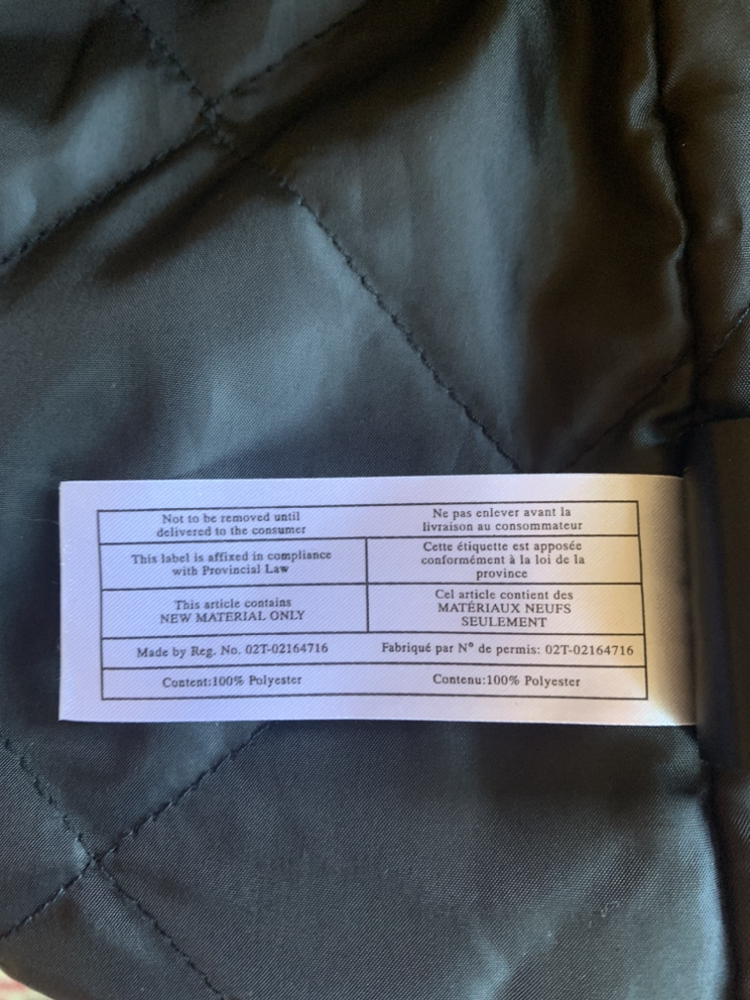 Not to be removed until
delivered to the consumer
Ne pas enlever avant la
livraison au consommateur
This label is affixed in compliance
with Provincial Law
Cette étiquette est apposée
conformément à la loi de la
province
This article contains
NEW MATERIAL ONLY
Cel article contient des
MATÉRIAUX NEUFS
SEULEMENT
Made by Reg. No. 02T-02164716
Fabriqué par N° de permis: 02T-02164716
Content:100% Polyester
Contenu:100% Polyester